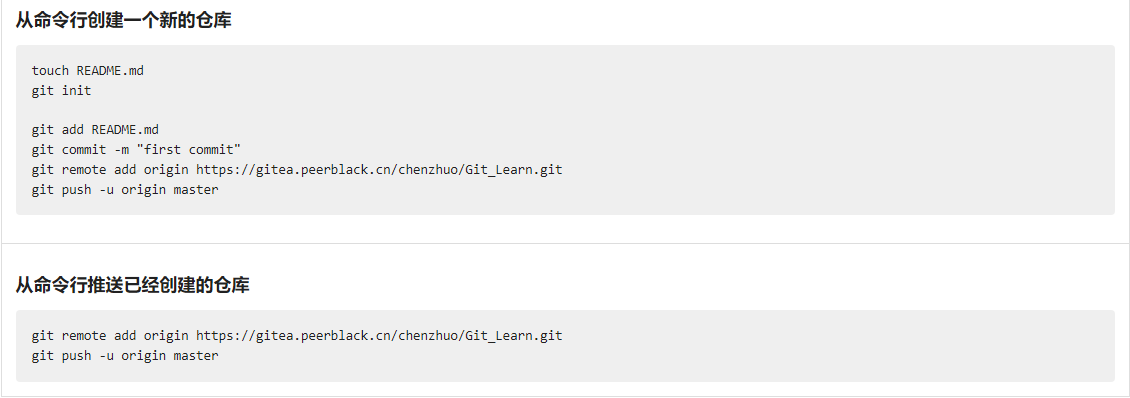 从命令行创建一个新的仓库
touch README.md
git init
git add README.md
git commit -m "first commit"
git remote add origin https://gitea.peerblack.cn/chenzhuo/Git_Learn.git
git push -u origin master
从命令行推送已经创建的仓库
git remote add origin https://gitea.peerblack.cn/chenzhuo/Git_Learn.git
git push -u origin master